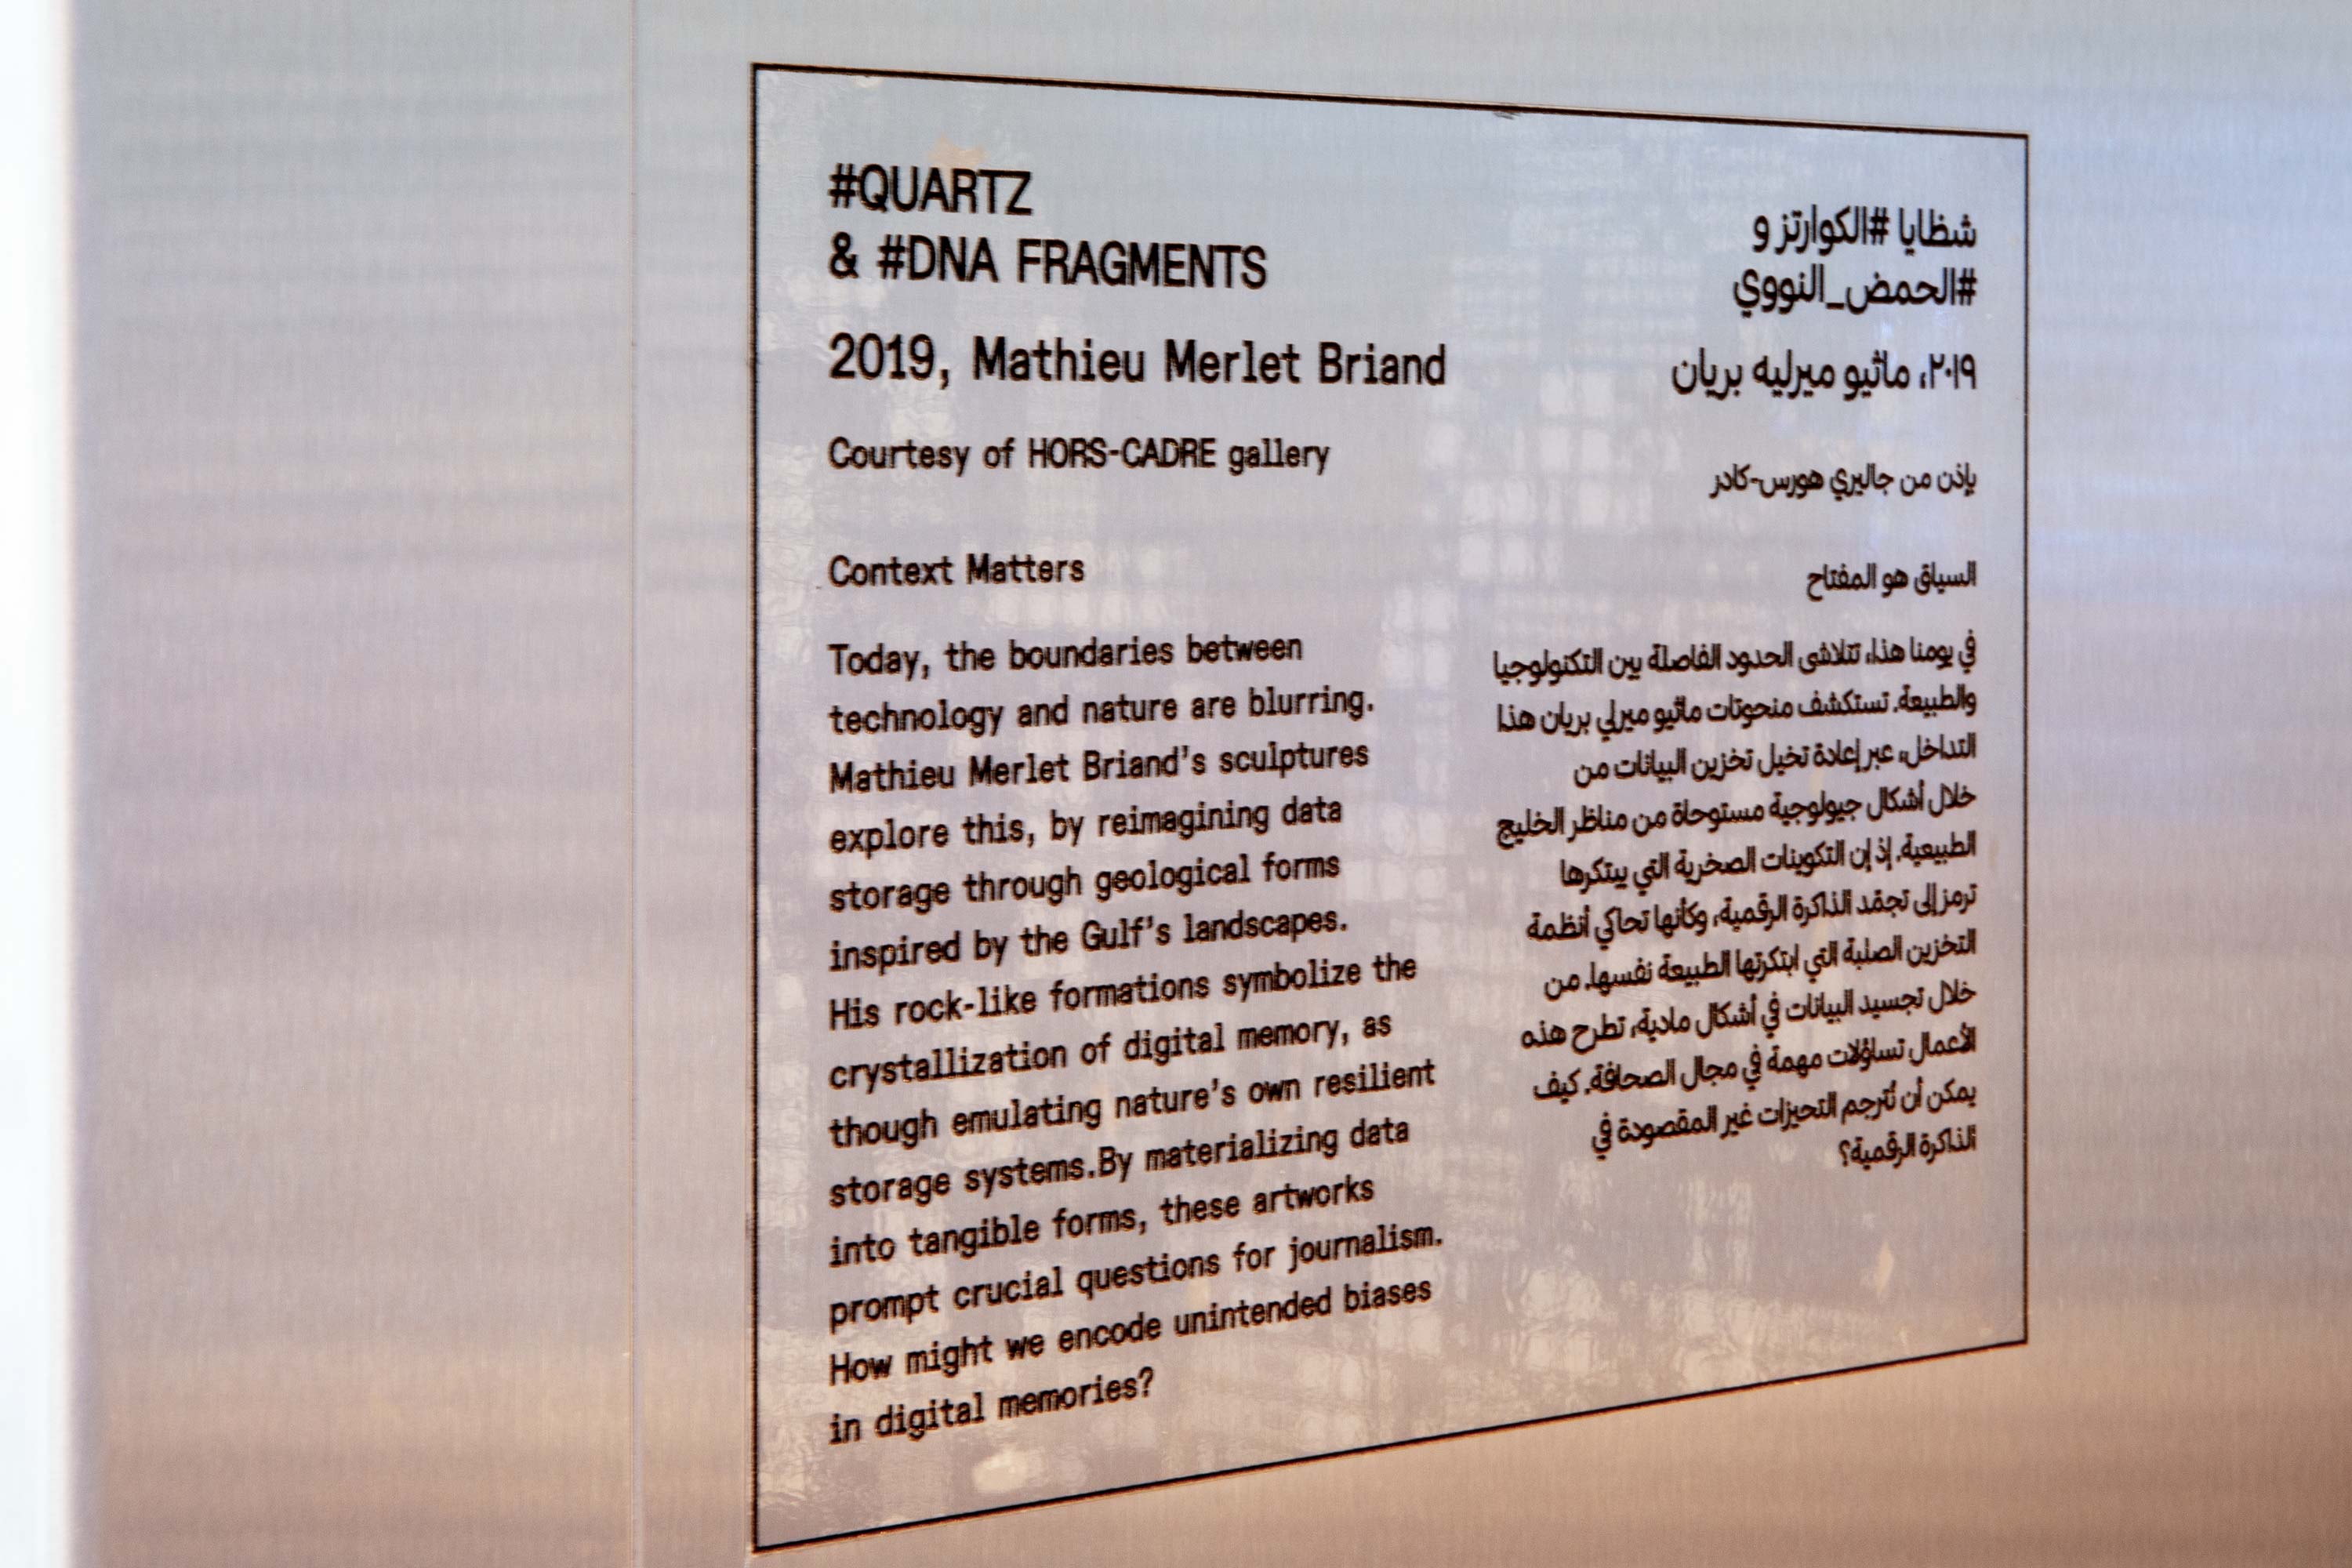 #QUARTZ
& #DNA FRAGMENTS
2019, Mathieu Merlet Briand
Courtesy of HORS-CADRE gallery
Context Matters
Today, the boundaries between
technology and nature are blurring.
Mathieu Merlet Briand's sculptures
explore this, by reimagining data
storage through geological forms
inspired by the Gulf's landscapes.
His rock-like formations symbolize the
crystallization of digital memory, as
though emulating nature's own resilient
storage systems.By materializing data
into tangible forms, these artworks
prompt crucial questions for journalism.
How might we encode unintended biases
in digital memories?
شظايا #الكوارتز و
#الحمض_النووي
٢٠١٩، ماثيو ميرليه بريان
بإذن من جاليري هورس-كادر
السياق هو المفتاح
في يومنا هذا، تتلاشى الحدود الفاصلة بين التكنولوجيا
والطبيعة. تستكشف منحوتات ماثيو ميرلي بريان هذا
التداخل، عبر إعادة تخيل تخزين البيانات من
خلال أشكال جيولوجية مستوحاة من مناظر الخليج
الطبيعية. إذ إن التكوينات الصخرية التي يبتكرها
ترمز إلى تجمّد الذاكرة الرقمية، وكأنها تحاكي أنظمة
التخزين الصلبة التي ابتكرتها الطبيعة نفسها. من
خلال تجسيد البيانات في أشكال مادية، تطرح هذه
الأعمال تساؤلات مهمة في مجال الصحافة. كيف
يمكن أن تُترجم التحيزات غير المقصودة في
الذاكرة الرقمية؟